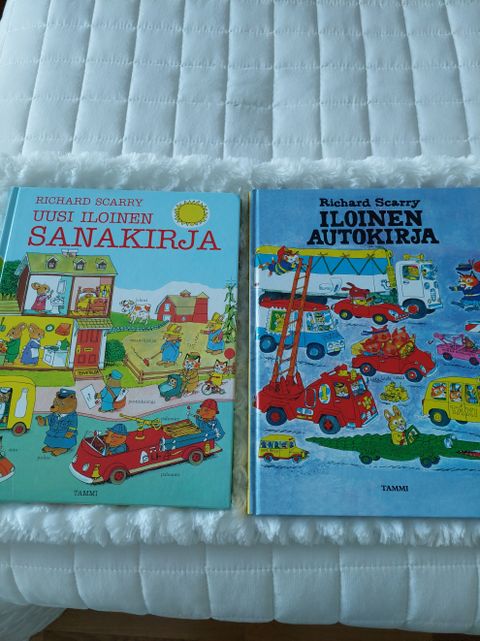 RICHARD SCARRY
UUSI ILOINEN
SANAKIRJA
TAMMI
Richard Scarry
ILOINEN
AUTOKIRJA
TAMMI